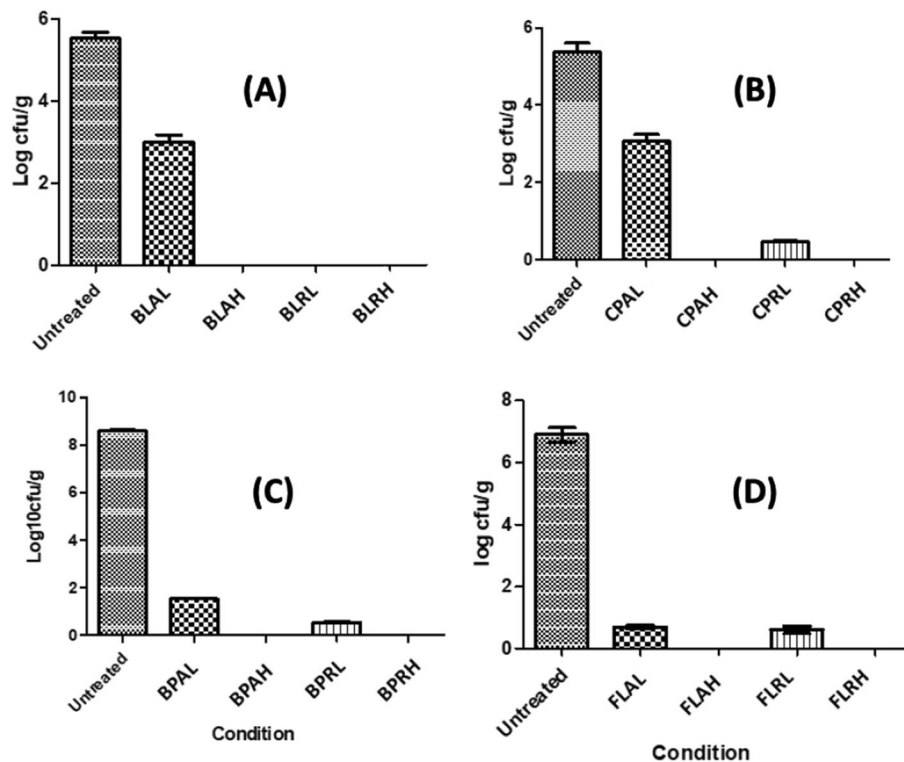 6
4
2
0
Log cfu/g
(A)
Untreated
BLAL
BLAH
BLRL
BLRH
6
4
2
0
Log cfu/g
(B)
Untreated
CPAL
CPAH
CPRL
CPRH
10
8
6
4
2
0
Log10cfu/g
(C)
Untreated
BPAL
BPAH
BPRL
BPRH
Condition
8
6
4
2
0
log cfu/g
(D)
Untreated
FLAL
FLAH
FLRL
FLRH
Condition